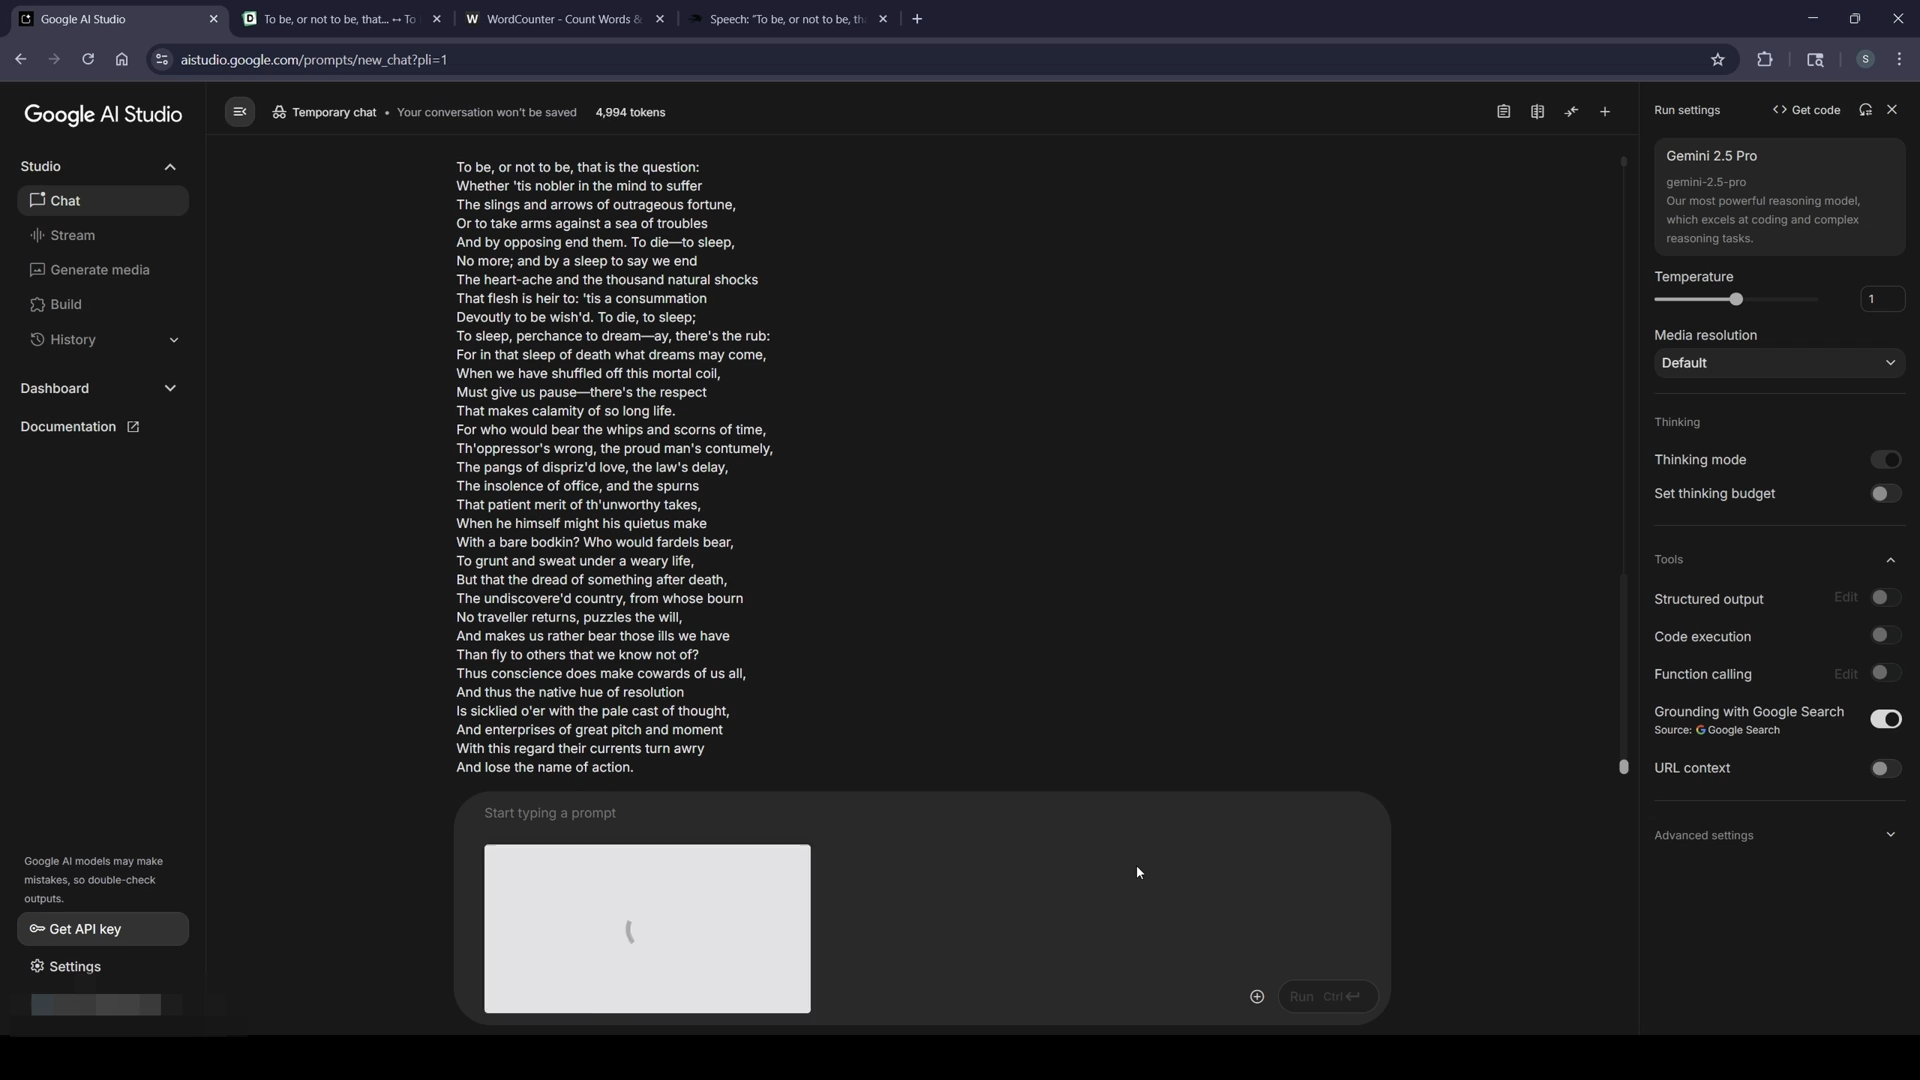 Google AI Studio
To be, or not to be, that... ↔ To
WordCounter - Count Words &
Speech: "To be, or not to be, th
aistudio.google.com/prompts/new_chat?pli=1
S
Google AI Studio
Studio
Chat
Stream
Generate media
Build
History
Dashboard
Documentation
Google AI models may make
mistakes, so double-check
outputs.
Get API key
Settings
Temporary chat • Your conversation won't be saved 4,994 tokens
To be, or not to be, that is the question:
Whether 'tis nobler in the mind to suffer
The slings and arrows of outrageous fortune,
Or to take arms against a sea of troubles
And by opposing end them. To die—to sleep,
No more; and by a sleep to say we end
The heart-ache and the thousand natural shocks
That flesh is heir to: 'tis a consummation
Devoutly to be wish'd. To die, to sleep;
To sleep, perchance to dream—ay, there's the rub:
For in that sleep of death what dreams may come,
When we have shuffled off this mortal coil,
Must give us pause—there's the respect
That makes calamity of so long life.
For who would bear the whips and scorns of time,
Th'oppressor's wrong, the proud man's contumely,
The pangs of dispriz'd love, the law's delay,
The insolence of office, and the spurns
That patient merit of th'unworthy takes,
When he himself might his quietus make
With a bare bodkin? Who would fardels bear,
To grunt and sweat under a weary life,
But that the dread of something after death,
The undiscovere'd country, from whose bourn
No traveller returns, puzzles the will,
And makes us rather bear those ills we have
Than fly to others that we know not of?
Thus conscience does make cowards of us all,
And thus the native hue of resolution
Is sicklied o'er with the pale cast of thought,
And enterprises of great pitch and moment
With this regard their currents turn awry
And lose the name of action.
Start typing a prompt
Run Ctrl
Run settings
Get code
Gemini 2.5 Pro
gemini-2.5-pro
Our most powerful reasoning model,
which excels at coding and complex
reasoning tasks.
Temperature
1
Media resolution
Default
Thinking
Thinking mode
Set thinking budget
Tools
Structured output Edit
Code execution
Function calling Edit
Grounding with Google Search
Source: Google Search
URL context
Advanced settings